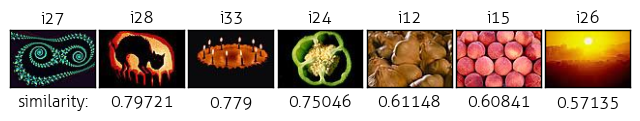 i27 i28 i33 i24 i12 i15 i26
similarity: 0.79721 0.779 0.75046 0.61148 0.60841 0.57135